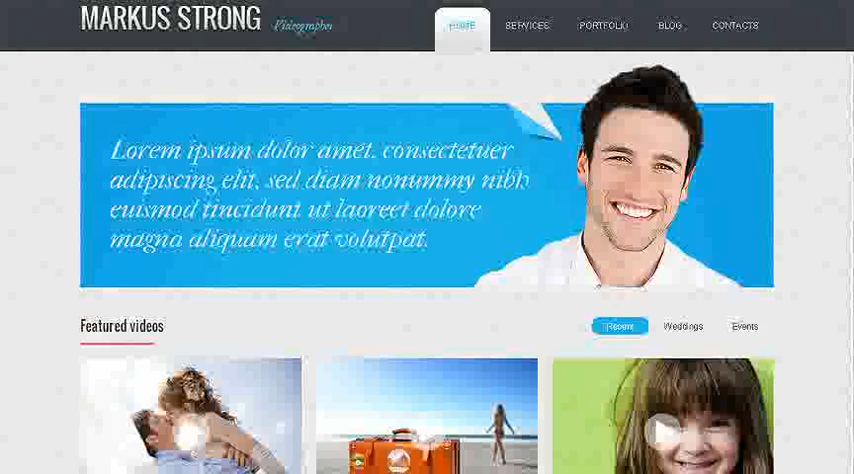 MARKUS STRONG Videographer
HOME SERVICES PORTFOLIO BLOG CONTACTS
Lorem ipsum dolor amet, consectetuer
adipiscing elit, sed diam nonummy nibh
euismod tincidunt ut laoreet dolore
magna aliquam erat volutpat.
Featured videos
Recent Weddings Events